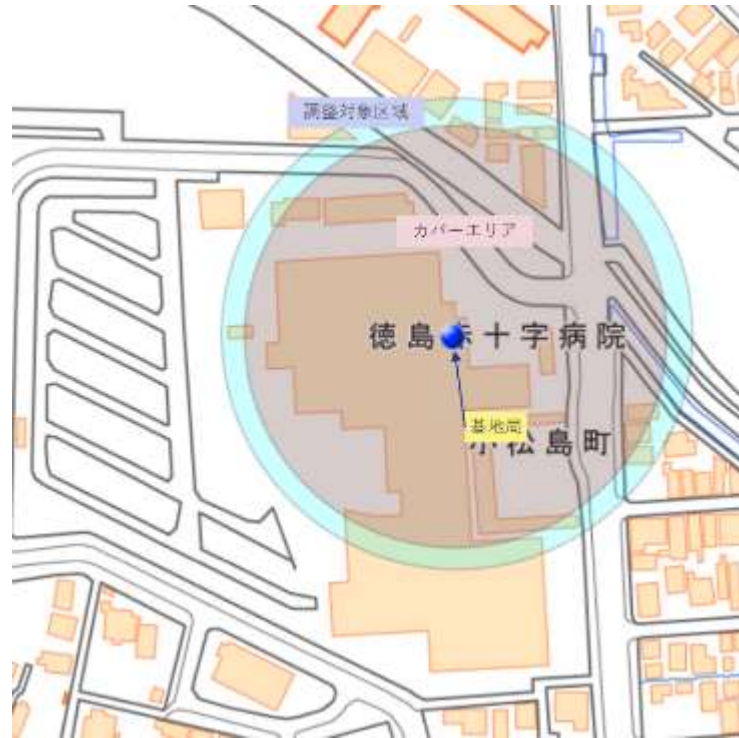 調整対象区域
カバーエリア
徳島赤十字病院
基地局
小松島町